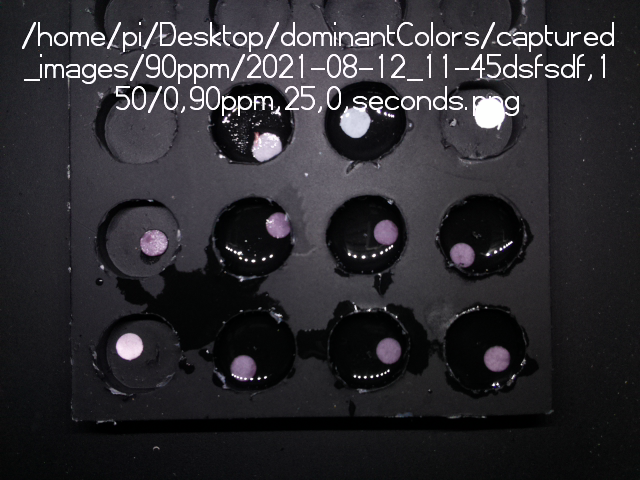 /home/pi/Desktop/dominantColors/captured
_images/90ppm/2021-08-12_11-45dsfsdf,1
50/0,90ppm,25,0,seconds.png